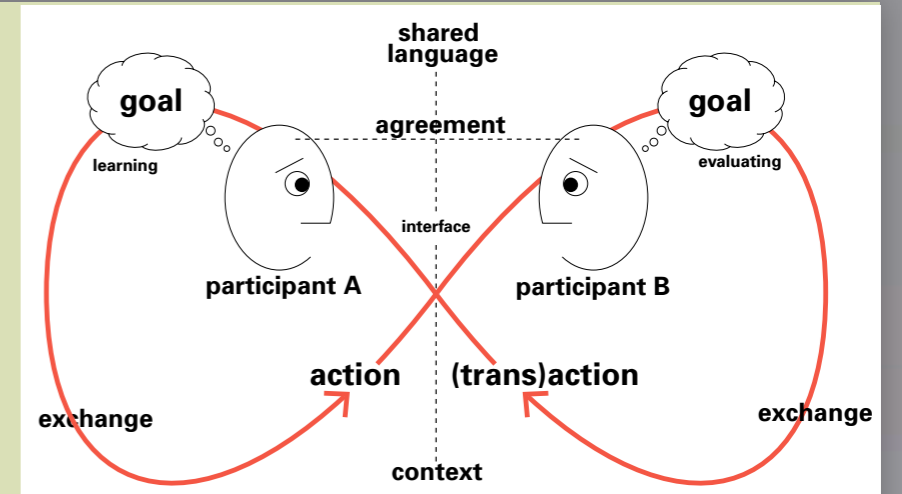 shared
language
goal
goal
agreement
learning
evaluating
interface
participant A
participant B
action
(trans)action
exchange
exchange
context